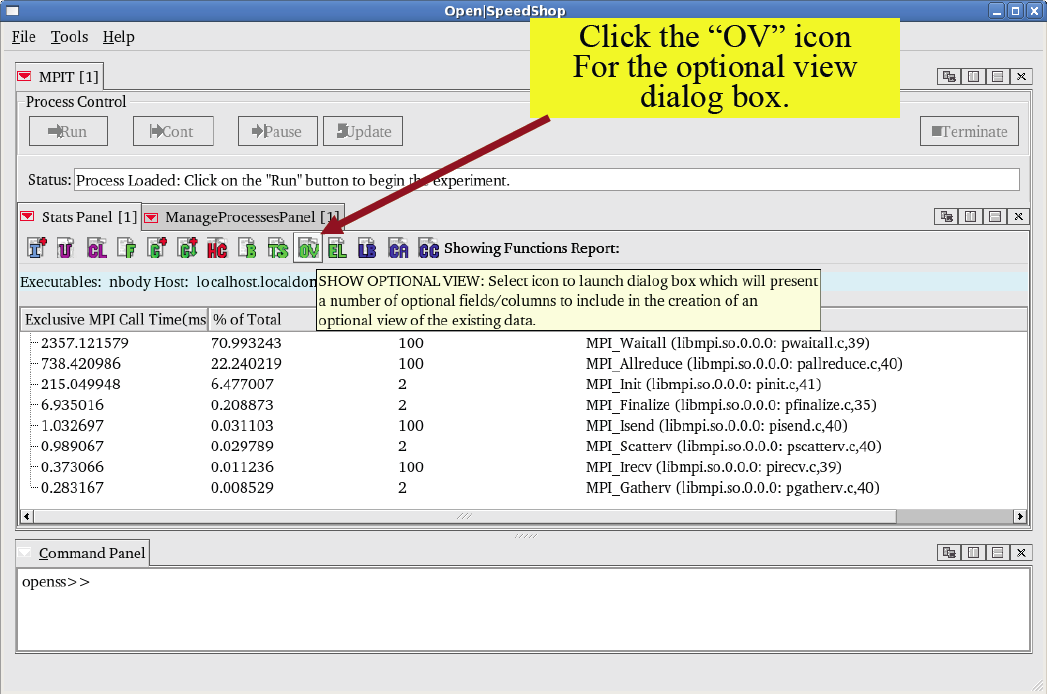 Open|SpeedShop
File Tools Help
Click the “OV” icon
For the optional view
dialog box.
MPIT [1]
Process Control
Run Cont Pause Update Terminate
Status: Process Loaded: Click on the "Run" button to begin the experiment.
Stats Panel [1] ManageProcessesPanel [1]
I U CL F G G HC B TS OV EL LB CA CC Showing Functions Report:
Executables: nbody Host: localhost.localdom
SHOW OPTIONAL VIEW: Select icon to launch dialog box which will present
a number of optional fields/columns to include in the creation of an
optional view of the existing data.
Exclusive MPI Call Time(ms % of Total
2357.121579 70.993243 100 MPI_Waitall (libmpi.so.0.0.0: pwaitall.c,39)
738.420986 22.240219 100 MPI_Allreduce (libmpi.so.0.0.0: pallreduce.c,40)
215.049948 6.477007 2 MPI_Init (libmpi.so.0.0.0: pinit.c,41)
6.935016 0.208873 2 MPI_Finalize (libmpi.so.0.0.0: pfinalize.c,35)
1.032697 0.031103 100 MPI_Isend (libmpi.so.0.0.0: pisend.c,40)
0.989067 0.029789 2 MPI_Scatterv (libmpi.so.0.0.0: pscatterv.c,40)
0.373066 0.011236 100 MPI_Irecv (libmpi.so.0.0.0: pirecv.c,39)
0.283167 0.008529 2 MPI_Gatherv (libmpi.so.0.0.0: pgatherv.c,40)
Command Panel
openss>>